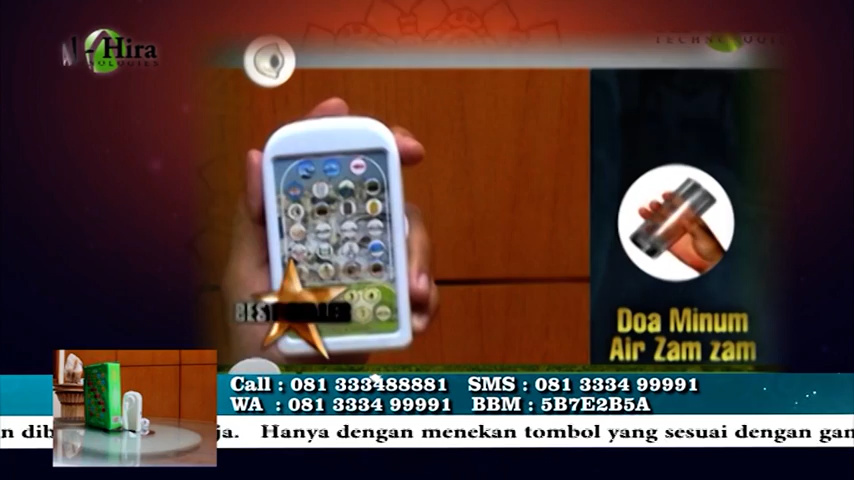 - Hira
Doa Minum
Air Zam zam
Call : 081 333488881 SMS : 081 3334 99991
WA : 081 3334 99991 BBM : 5B7E2B5A
Hanya dengan menekan tombol yang sesuai dengan